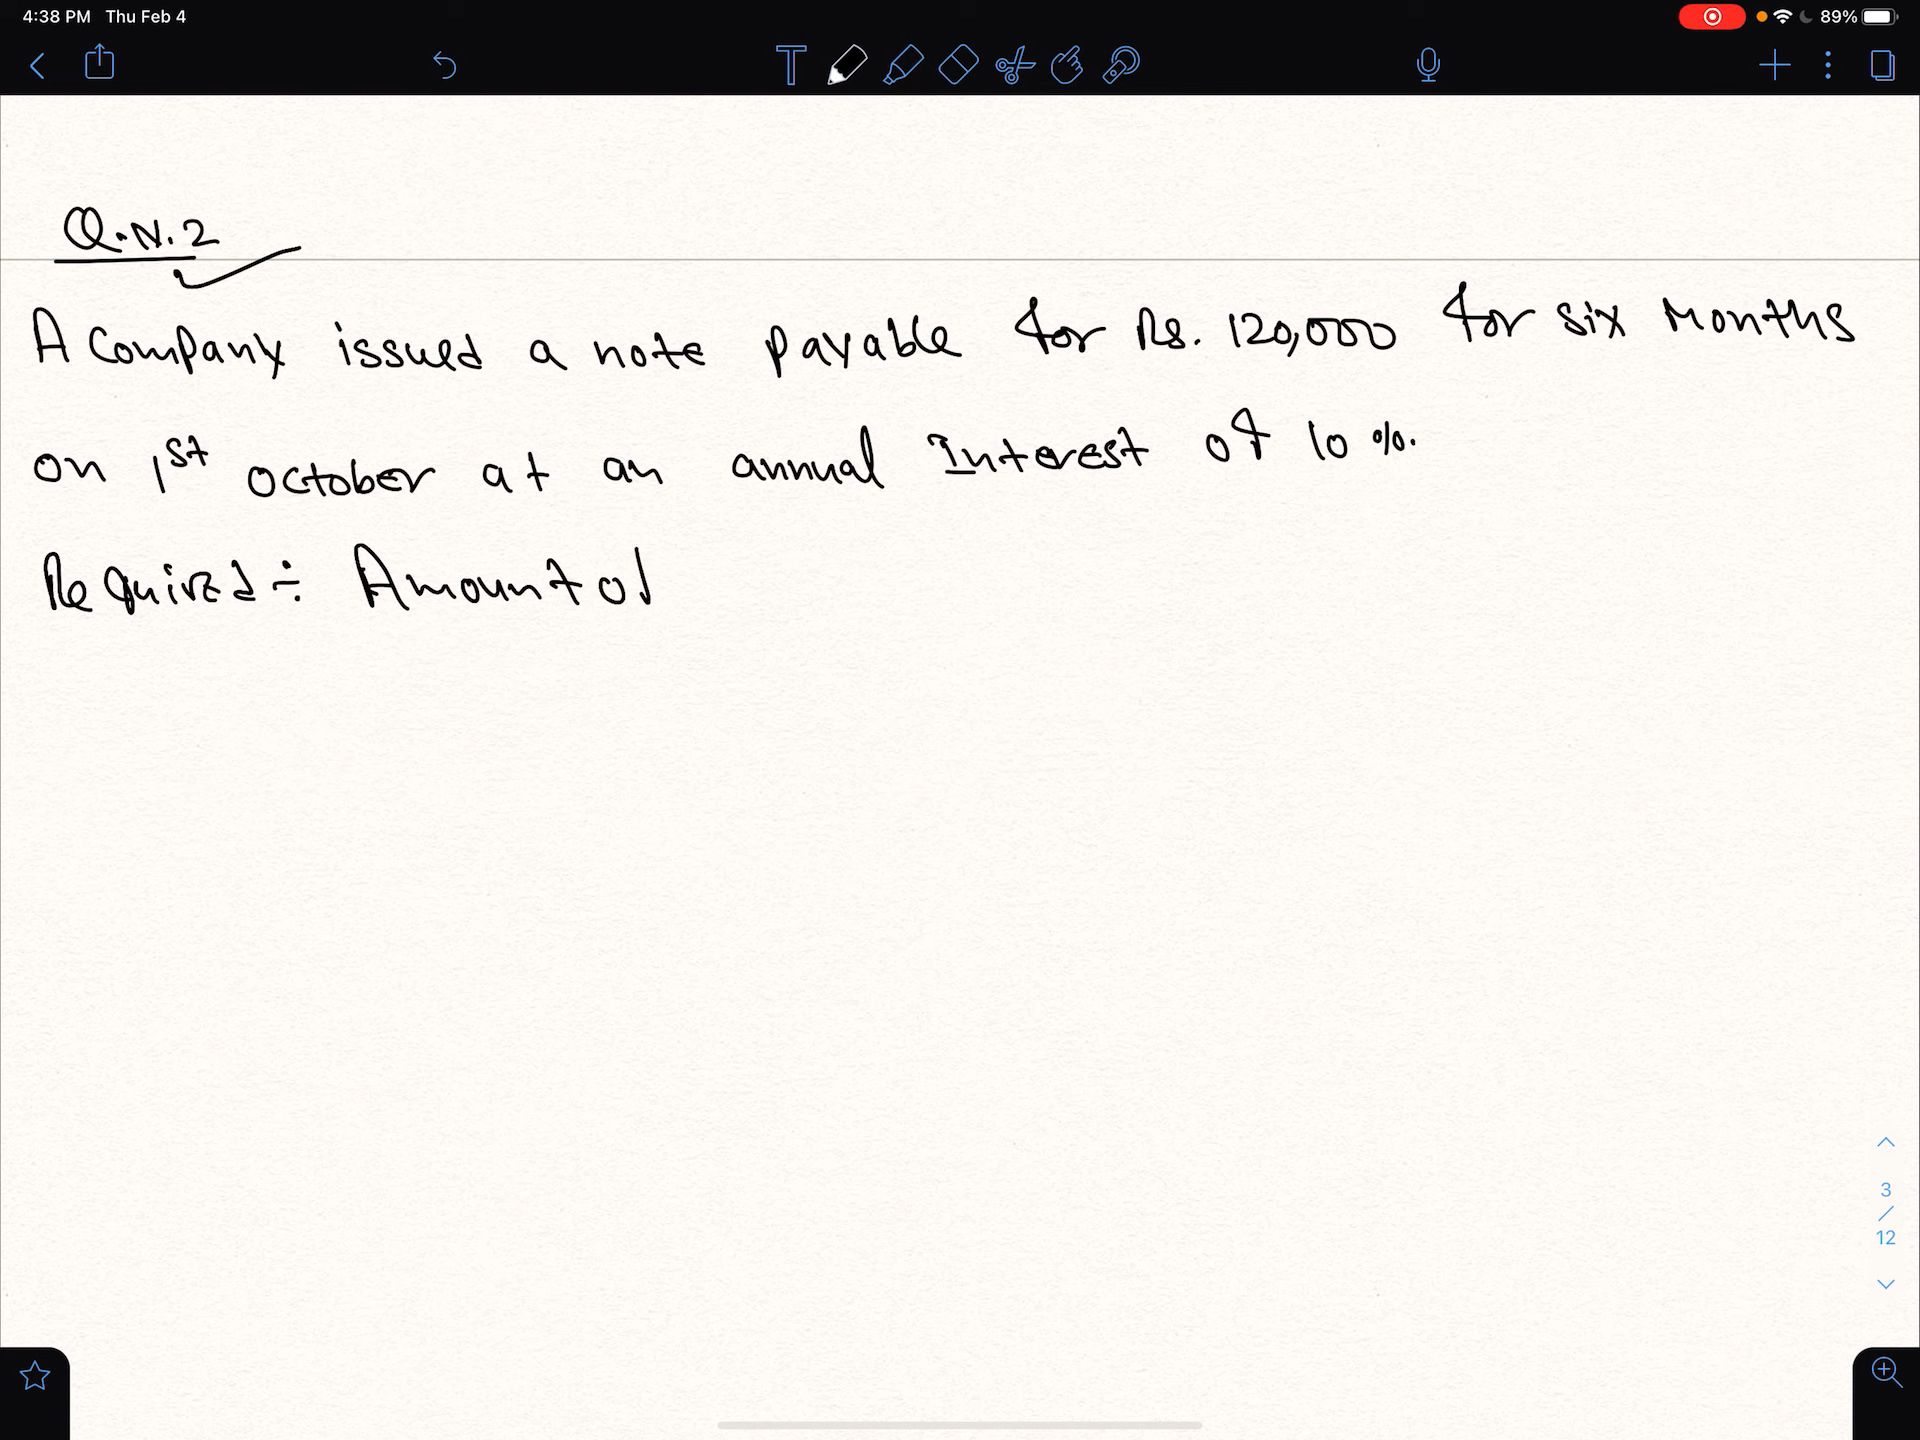 4:38 PM Thu Feb 4
89%
T
Q.N.2
A Company issued a note payable for Rs. 120,000 for six Months
on 1st october at an annual Interest of 10%.
Required÷ Amount of
3
/
12